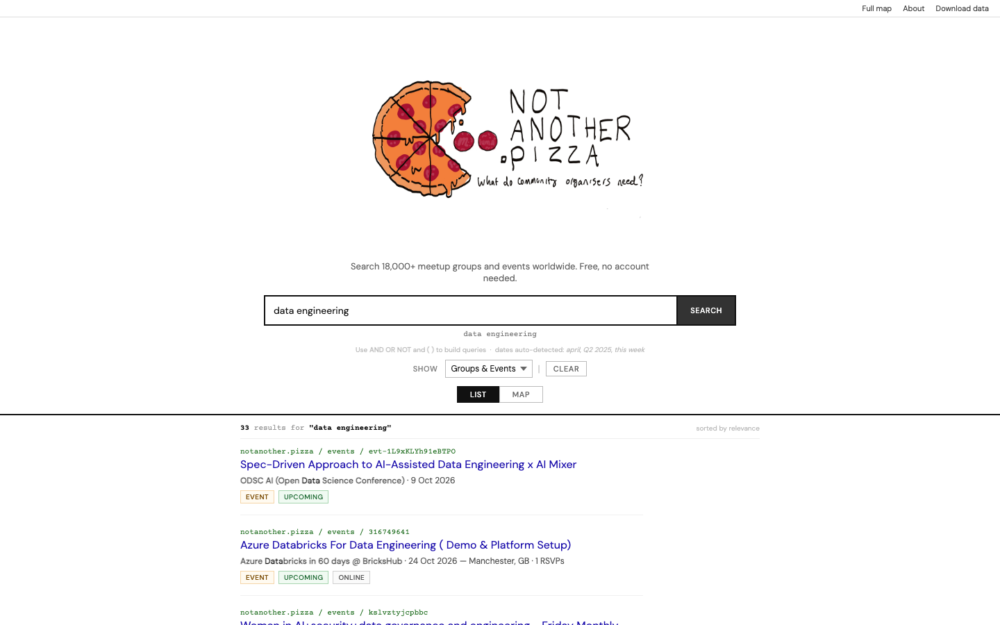 Full map About Download data
NOT
ANOTHER
.PIZZA
What do community organisers need?
Search 18,000+ meetup groups and events worldwide. Free, no account
needed.
data engineering SEARCH
data engineering
Use AND OR NOT and ( ) to build queries · dates auto-detected: april, Q2 2025, this week
SHOW Groups & Events | CLEAR
LIST MAP
33 results for "data engineering" sorted by relevance
notanother.pizza / events / evt-1L9xKLYh91eBTPO
Spec-Driven Approach to AI-Assisted Data Engineering x AI Mixer
ODSC AI (Open Data Science Conference) · 9 Oct 2026
EVENT UPCOMING
notanother.pizza / events / 316749641
Azure Databricks For Data Engineering ( Demo & Platform Setup)
Azure Databricks in 60 days @ BricksHub · 24 Oct 2026 — Manchester, GB · 1 RSVPs
EVENT UPCOMING ONLINE
notanother.pizza / events / kslvztyjcpbbc
Women in AI+security+data governance and engineering - Friday Monthly